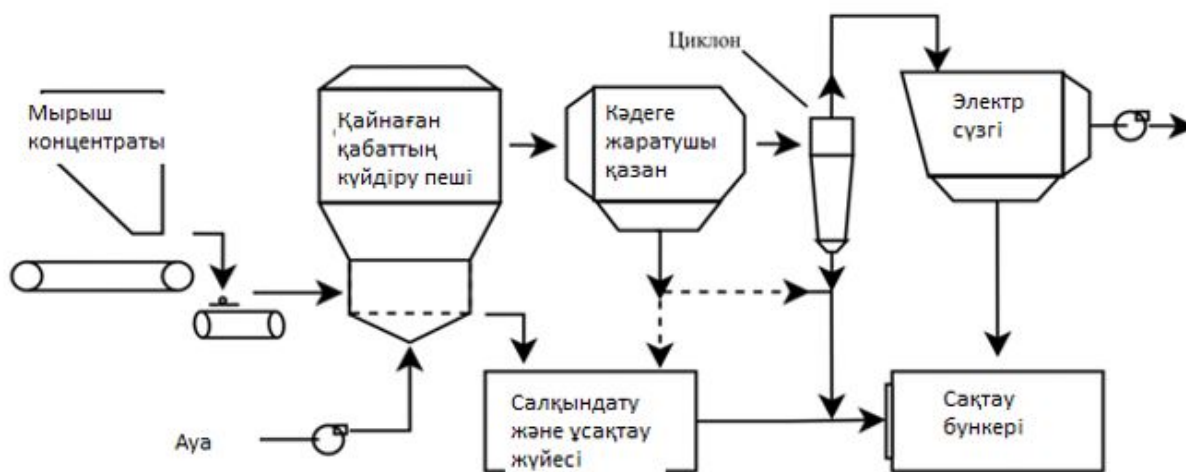 Мырыш
концентраты
Қайнаған
қабаттың
күйдіру пеші
Кәдеге
жаратушы
қазан
Циклон
Электр
сүзгі
Ауа
Салқындату
және ұсақтау
жүйесі
Сақтау
бункері